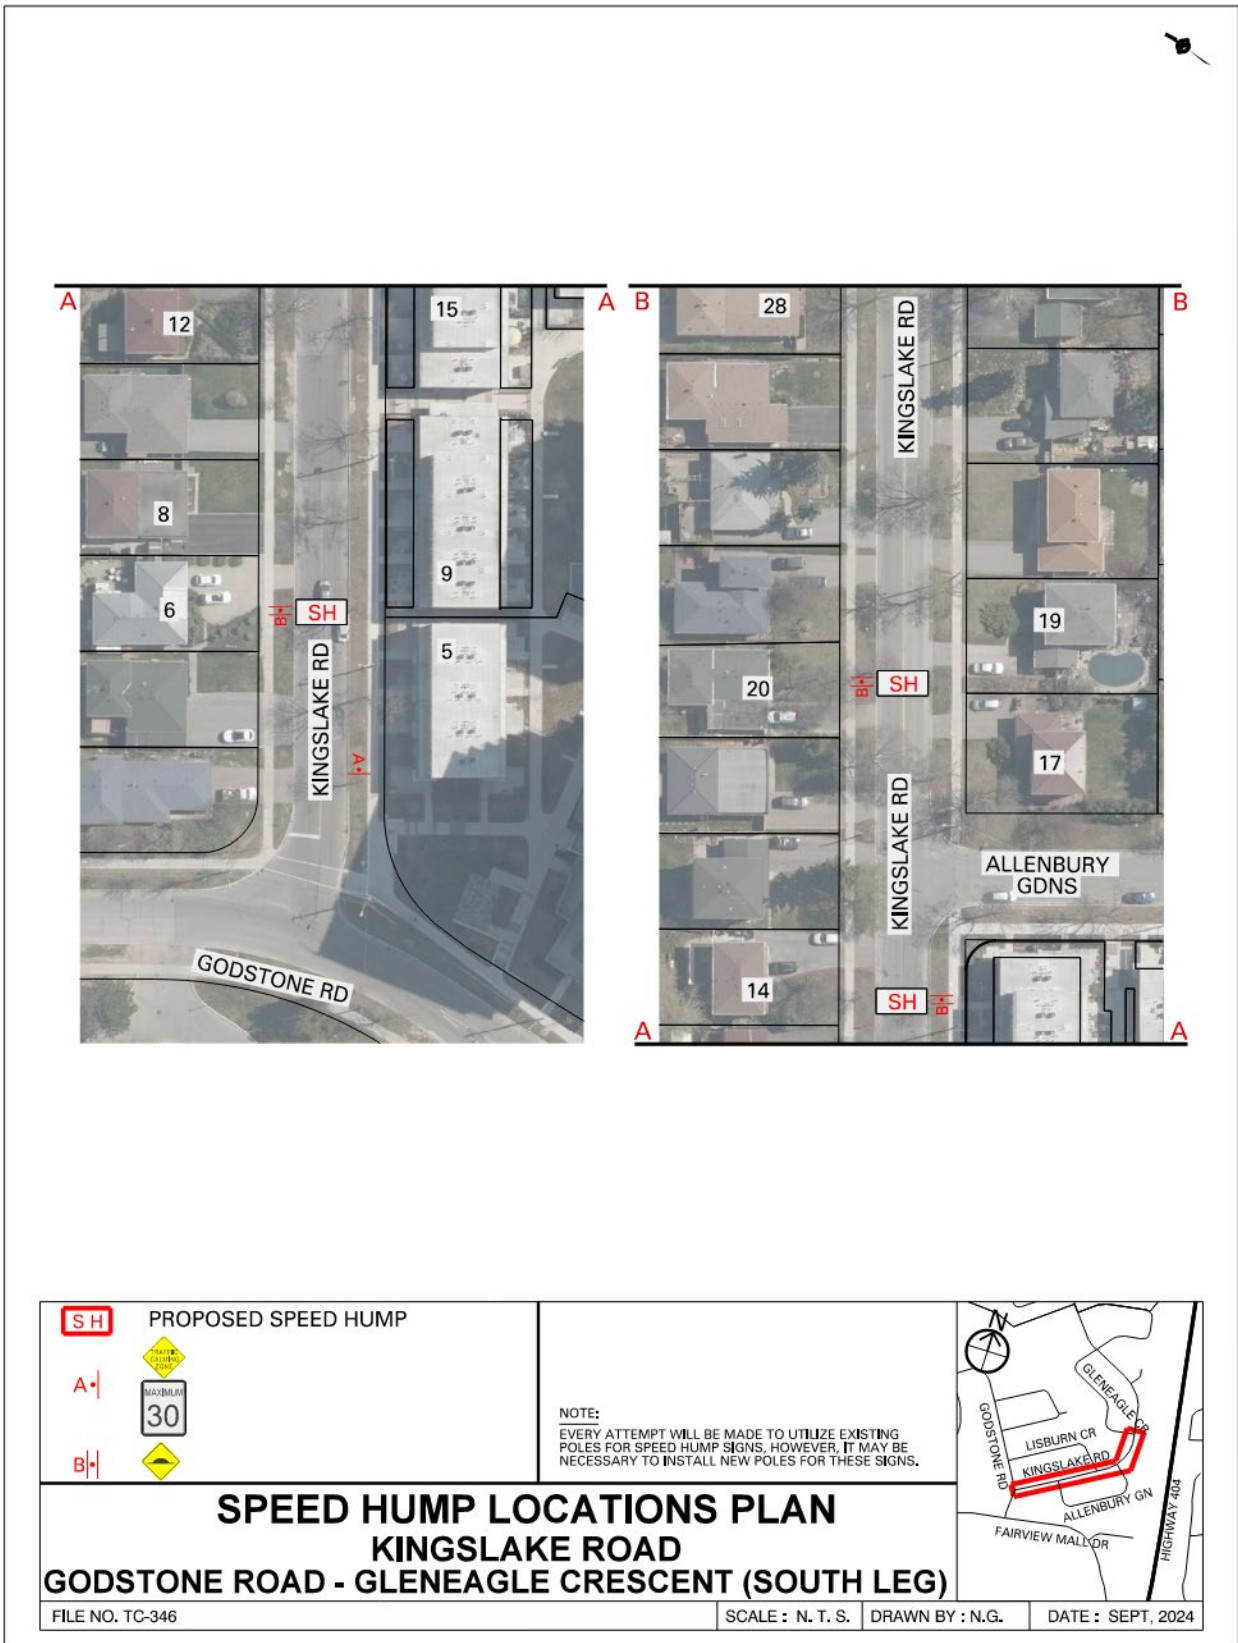 A
A
B
B
12
15
8
9
6
B
SH
5
KINGSLAKE RD
A
GODSTONE RD
28
KINGSLAKE RD
19
20
B
SH
17
KINGSLAKE RD
ALLENBURY
GDNS
14
SH
B
A
A
SH
PROPOSED SPEED HUMP
TRAFFIC
CALMING
ZONE
A
MAXIMUM
30
B
NOTE:
EVERY ATTEMPT WILL BE MADE TO UTILIZE EXISTING
POLES FOR SPEED HUMP SIGNS, HOWEVER, IT MAY BE
NECESSARY TO INSTALL NEW POLES FOR THESE SIGNS.
N
GLENEAGLE CR
GODSTONE RD
LISBURN CR
KINGSLAKE RD
ALLENBURY GN
FAIRVIEW MALL DR
HIGHWAY 404
SPEED HUMP LOCATIONS PLAN
KINGSLAKE ROAD
GODSTONE ROAD - GLENEAGLE CRESCENT (SOUTH LEG)
FILE NO. TC-346
SCALE : N. T. S.
DRAWN BY : N.G.
DATE : SEPT, 2024